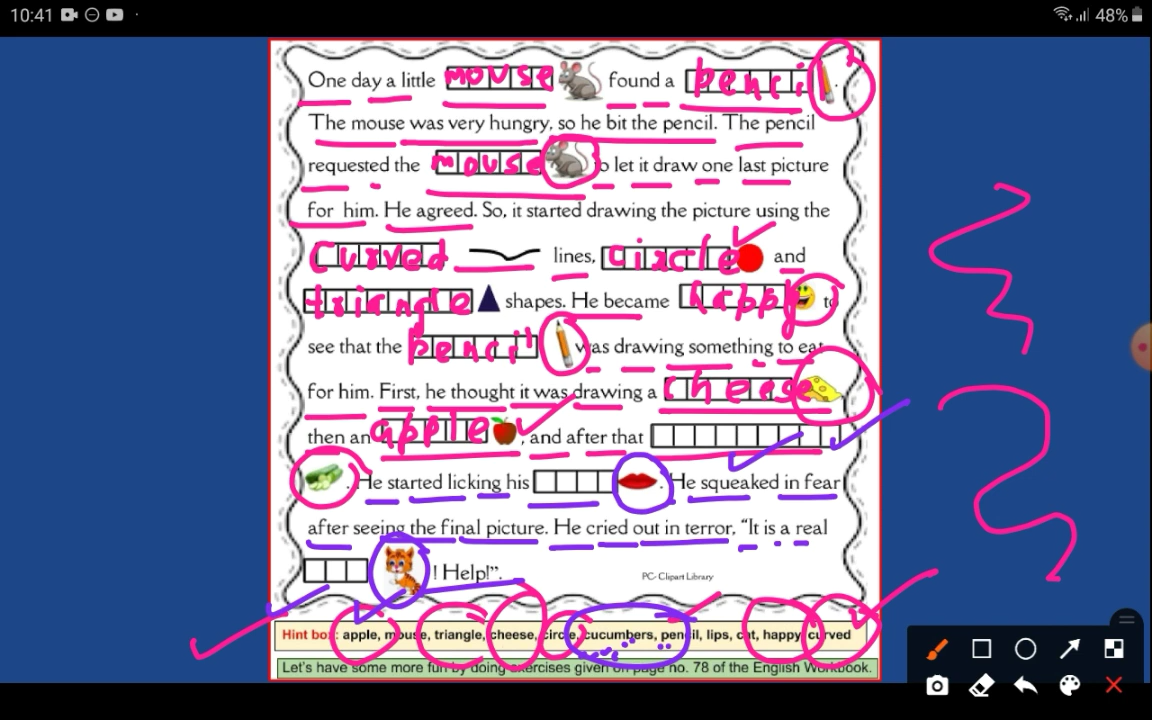 10:41 48%
One day a little mouse found a pencil.
The mouse was very hungry, so he bit the pencil. The pencil
requested the mouse to let it draw one last picture
for him. He agreed. So, it started drawing the picture using the
curved lines, circle and
triangle shapes. He became happy to
see that the pencil was drawing something to eat
for him. First, he thought it was drawing a cheese
then an apple, and after that
. He started licking his . He squeaked in fear
after seeing the final picture. He cried out in terror, “It is a real
! Help!”. PC- Clipart Library
Hint box: apple, mouse, triangle, cheese, circle, cucumbers, pencil, lips, cat, happy, curved
Let's have some more fun by doing exercises given on page no. 78 of the English Workbook.